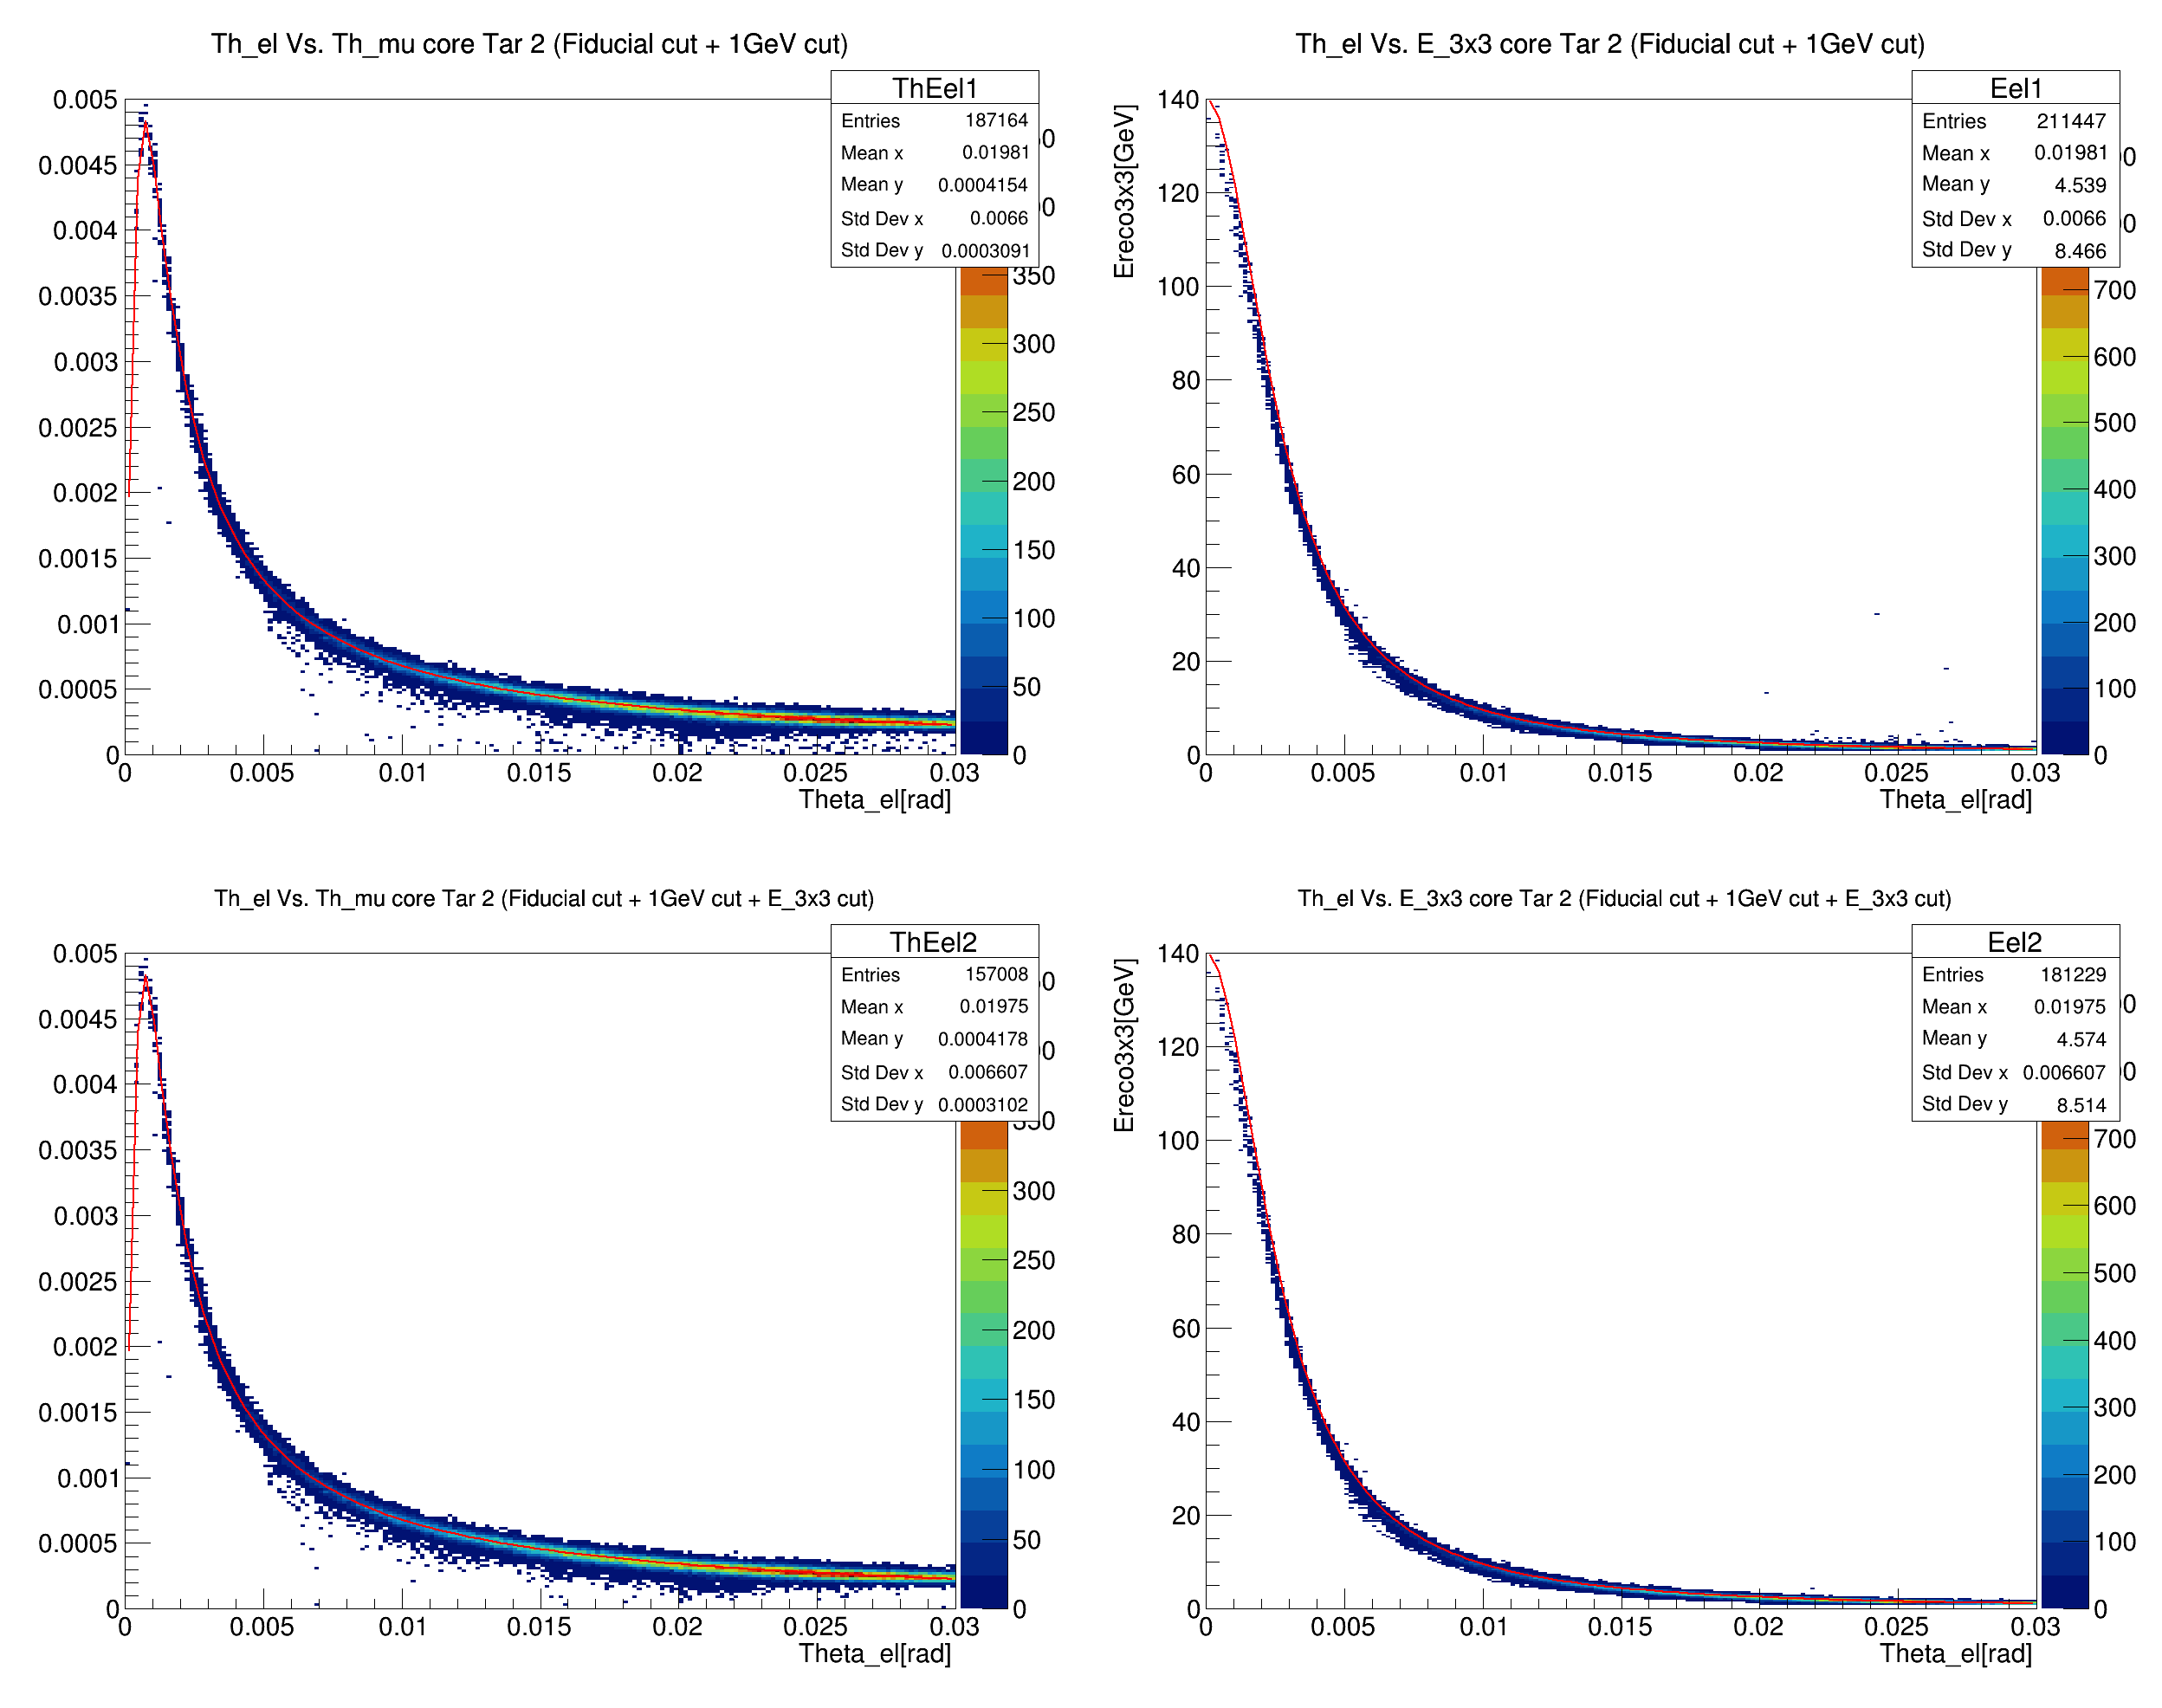 Th_el Vs. Th_mu core Tar 2 (Fiducial cut + 1GeV cut)
ThEel1
Entries 187164
Mean x 0.01981
Mean y 0.0004154
Std Dev x 0.0066
Std Dev y 0.0003091
0.005
0.0045
0.004
0.0035
0.003
0.0025
0.002
0.0015
0.001
0.0005
0
0 0.005 0.01 0.015 0.02 0.025 0.03
Theta_el[rad]
350
300
250
200
150
100
50
0
Th_el Vs. E_3x3 core Tar 2 (Fiducial cut + 1GeV cut)
Eel1
Entries 211447
Mean x 0.01981
Mean y 4.539
Std Dev x 0.0066
Std Dev y 8.466
Ereco3x3[GeV]
140
120
100
80
60
40
20
0
0 0.005 0.01 0.015 0.02 0.025 0.03
Theta_el[rad]
700
600
500
400
300
200
100
0
Th_el Vs. Th_mu core Tar 2 (Fiducial cut + 1GeV cut + E_3x3 cut)
ThEel2
Entries 157008
Mean x 0.01975
Mean y 0.0004178
Std Dev x 0.006607
Std Dev y 0.0003102
0.005
0.0045
0.004
0.0035
0.003
0.0025
0.002
0.0015
0.001
0.0005
0
0 0.005 0.01 0.015 0.02 0.025 0.03
Theta_el[rad]
350
300
250
200
150
100
50
0
Th_el Vs. E_3x3 core Tar 2 (Fiducial cut + 1GeV cut + E_3x3 cut)
Eel2
Entries 181229
Mean x 0.01975
Mean y 4.574
Std Dev x 0.006607
Std Dev y 8.514
Ereco3x3[GeV]
140
120
100
80
60
40
20
0
0 0.005 0.01 0.015 0.02 0.025 0.03
Theta_el[rad]
700
600
500
400
300
200
100
0